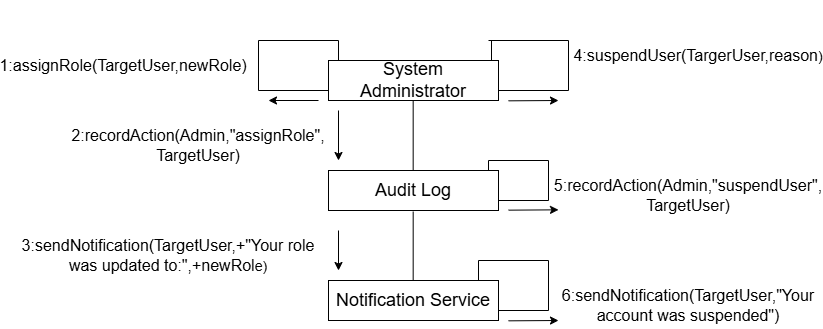 4:suspendUser(TargerUser,reason)
1:assignRole(TargetUser,newRole)
System
Administrator
2:recordAction(Admin,"assignRole",
TargetUser)
Audit Log
5:recordAction(Admin,"suspendUser",
TargetUser)
3:sendNotification(TargetUser,+"Your role
was updated to:",+newRole)
Notification Service
6:sendNotification(TargetUser,"Your
account was suspended")